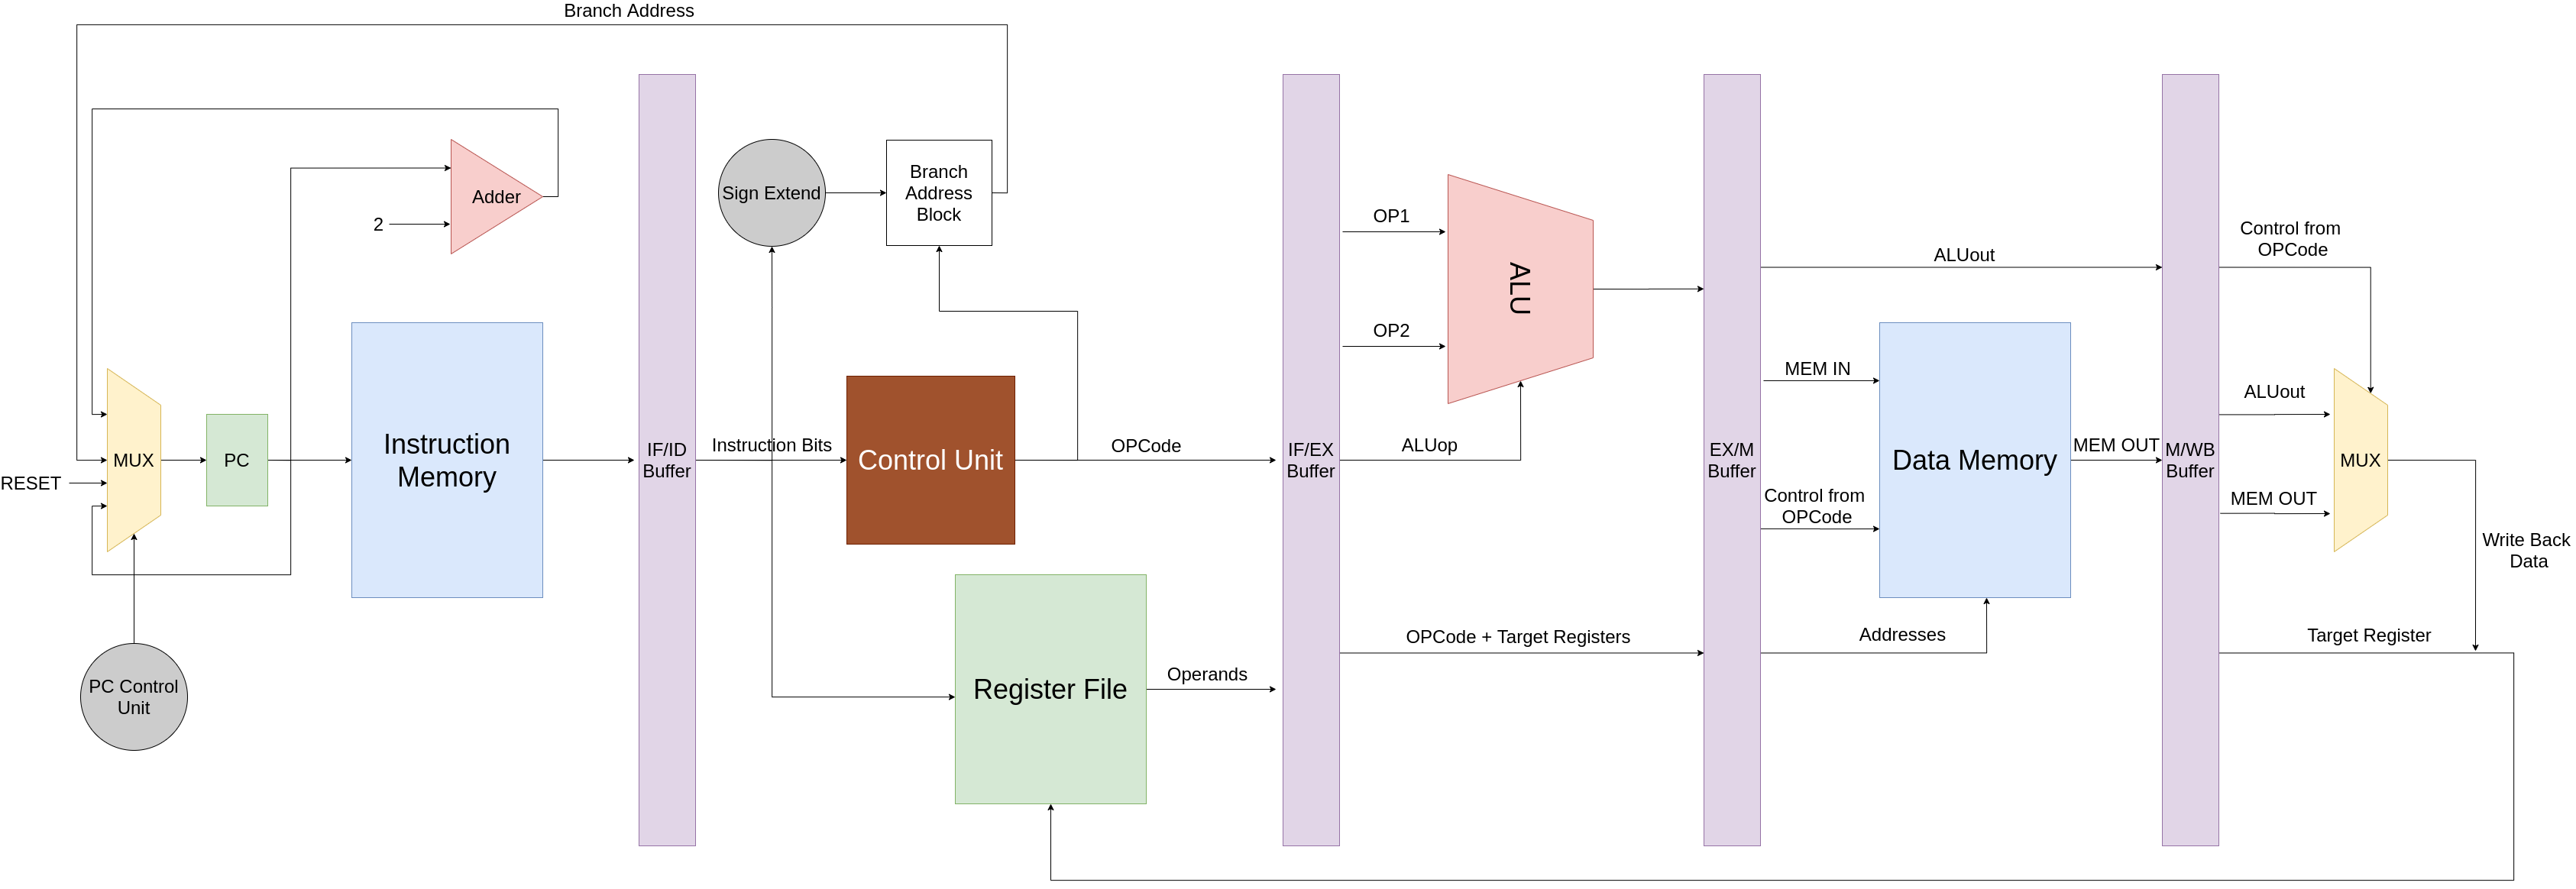 Branch Address
Adder
2
MUX
PC
RESET
Instruction
Memory
PC Control
Unit
IF/ID
Buffer
Sign Extend
Branch
Address
Block
Instruction Bits
Control Unit
OPCode
Register File
Operands
IF/EX
Buffer
OP1
OP2
ALU
ALUop
OPCode + Target Registers
EX/M
Buffer
ALUout
MEM IN
Control from
OPCode
Data Memory
Addresses
MEM OUT
M/WB
Buffer
Control from
OPCode
ALUout
MEM OUT
MUX
Write Back
Data
Target Register